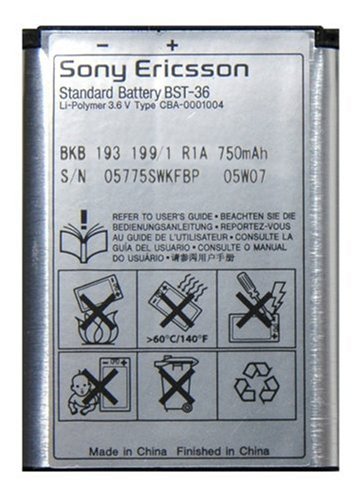 - +
Sony Ericsson
Standard Battery BST-36
Li-Polymer 3.6 V Type CBA-0001004
BKB 193 199/1 R1A 750mAh
S/N 05775SWKFBP 05W07
REFER TO USER'S GUIDE • BEACHTEN SIE DIE
BEDIENUNGSANLEITUNG • REPORTEZ-VOUS
AU GUIDE DE L'UTILISATEUR • CONSULTE LA
GUÍA DEL USUARIO • CONSULTE O MANUAL
DO USUÁRIO • 请参阅用户手册
>60°C/140°F
Made in China Finished in China